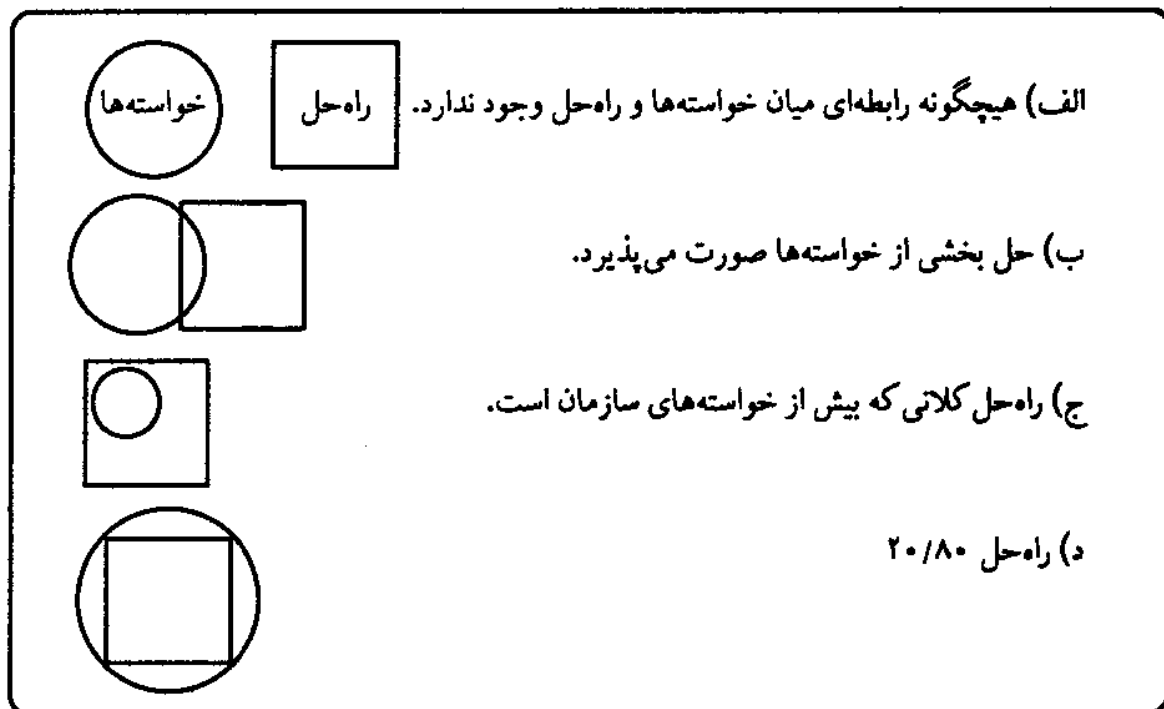 الف) هیچگونه رابطه‌ای میان خواسته‌ها و راه‌حل وجود ندارد. راه‌حل خواسته‌ها
ب) حل بخشی از خواسته‌ها صورت می‌پذیرد.
ج) راه‌حل کلانی که بیش از خواسته‌های سازمان است.
د) راه‌حل ۲۰/۸۰